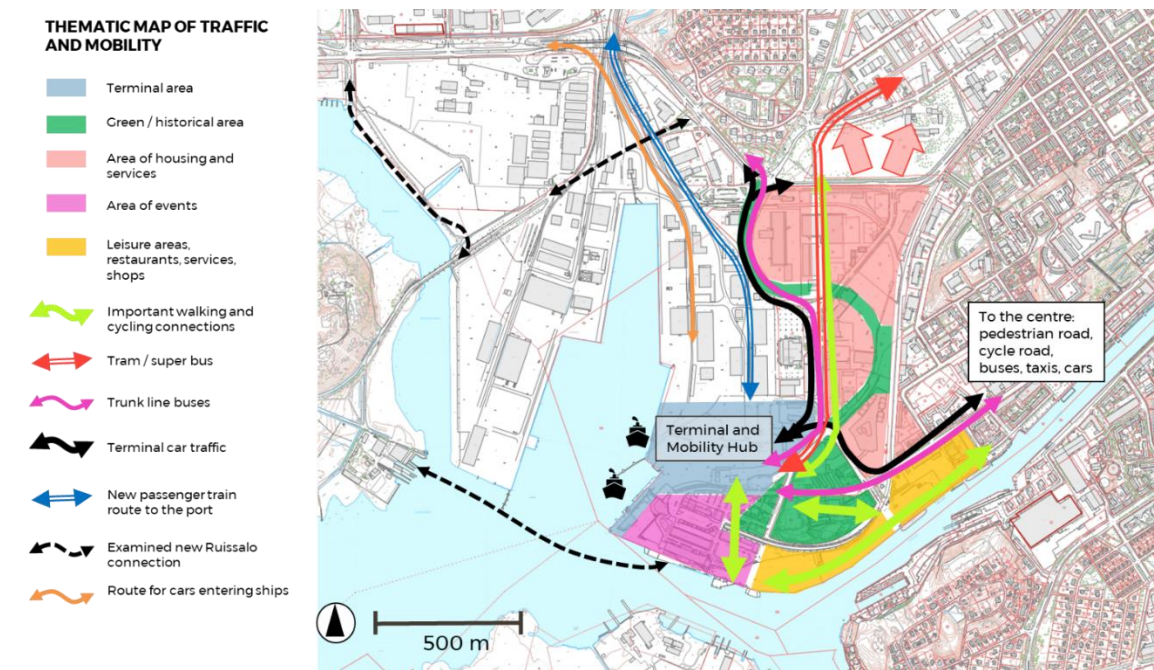 THEMATIC MAP OF TRAFFIC
AND MOBILITY
Terminal area
Green / historical area
Area of housing and
services
Area of events
Leisure areas,
restaurants, services,
shops
Important walking and
cycling connections
Tram / super bus
Trunk line buses
Terminal car traffic
New passenger train
route to the port
Examined new Ruissalo
connection
Route for cars entering ships
To the centre:
pedestrian road,
cycle road,
buses, taxis, cars
Terminal and
Mobility Hub
500 m